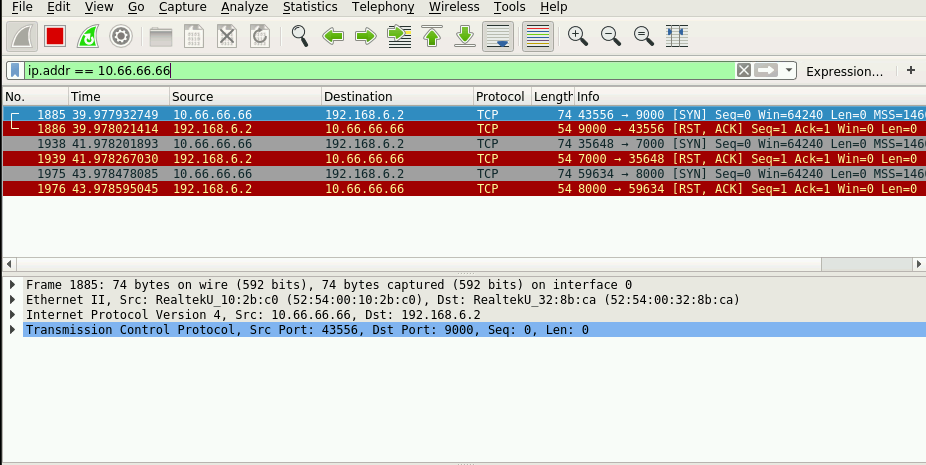 File Edit View Go Capture Analyze Statistics Telephony Wireless Tools Help
ip.addr == 10.66.66.66 Expression... +
No. Time Source Destination Protocol Length Info
1885 39.977932749 10.66.66.66 192.168.6.2 TCP 74 43556 → 9000 [SYN] Seq=0 Win=64240 Len=0 MSS=146
1886 39.978021414 192.168.6.2 10.66.66.66 TCP 54 9000 → 43556 [RST, ACK] Seq=1 Ack=1 Win=0 Len=0
1938 41.978201893 10.66.66.66 192.168.6.2 TCP 74 35648 → 7000 [SYN] Seq=0 Win=64240 Len=0 MSS=146
1939 41.978267030 192.168.6.2 10.66.66.66 TCP 54 7000 → 35648 [RST, ACK] Seq=1 Ack=1 Win=0 Len=0
1975 43.978478085 10.66.66.66 192.168.6.2 TCP 74 59634 → 8000 [SYN] Seq=0 Win=64240 Len=0 MSS=146
1976 43.978595045 192.168.6.2 10.66.66.66 TCP 54 8000 → 59634 [RST, ACK] Seq=1 Ack=1 Win=0 Len=0
Frame 1885: 74 bytes on wire (592 bits), 74 bytes captured (592 bits) on interface 0
Ethernet II, Src: RealtekU_10:2b:c0 (52:54:00:10:2b:c0), Dst: RealtekU_32:8b:ca (52:54:00:32:8b:ca)
Internet Protocol Version 4, Src: 10.66.66.66, Dst: 192.168.6.2
Transmission Control Protocol, Src Port: 43556, Dst Port: 9000, Seq: 0, Len: 0